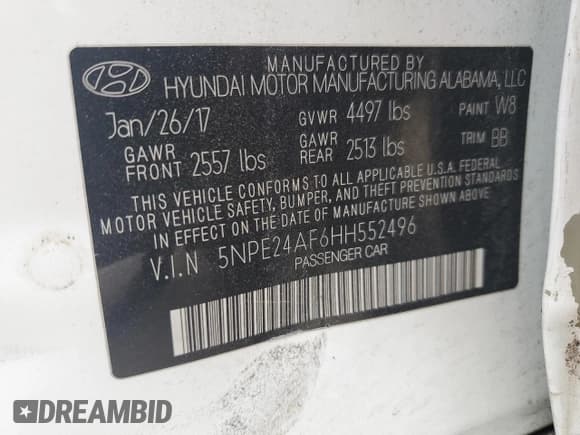 MANUFACTURED BY
HYUNDAI MOTOR MANUFACTURING ALABAMA, LLC
Jan/26/17 GVWR 4497 lbs PAINT W8
GAWR FRONT 2557 lbs GAWR REAR 2513 lbs TRIM BB
THIS VEHICLE CONFORMS TO ALL APPLICABLE U.S.A. FEDERAL
MOTOR VEHICLE SAFETY, BUMPER, AND THEFT PREVENTION STANDARDS
IN EFFECT ON THE DATE OF MANUFACTURE SHOWN ABOVE.
V.I.N 5NPE24AF6HH552496
PASSENGER CAR
DREAMBID